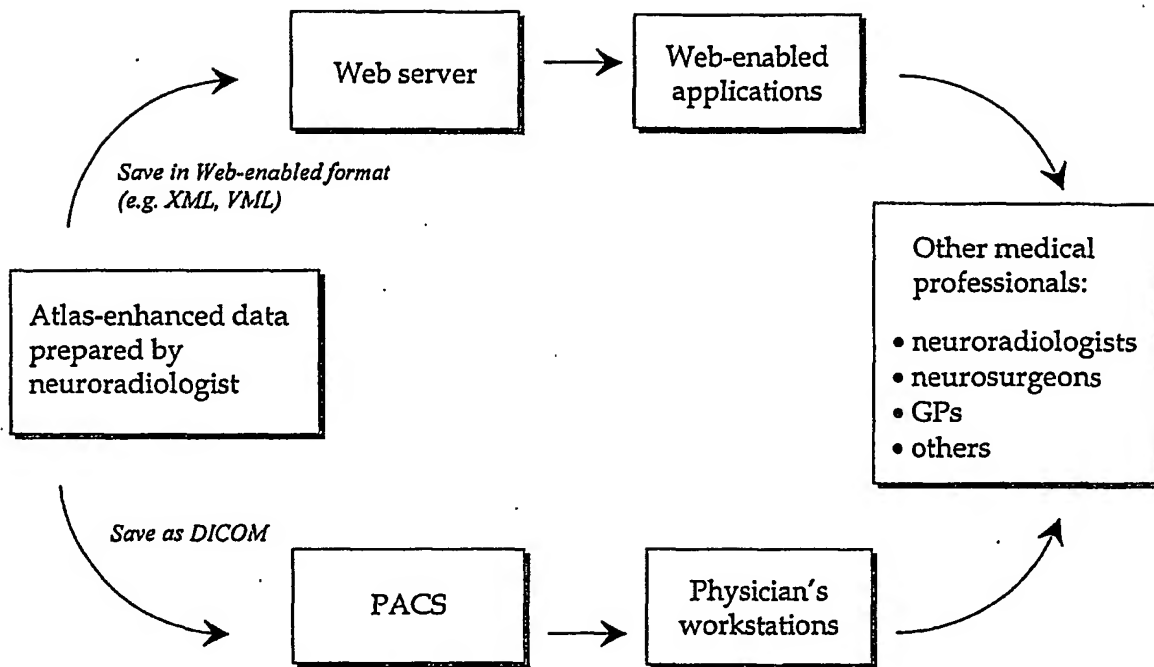 Web server
Web-enabled
applications
Save in Web-enabled format
(e.g. XML, VML)
Atlas-enhanced data
prepared by
neuroradiologist
Other medical
professionals:
• neuroradiologists
• neurosurgeons
• GPs
• others
Save as DICOM
PACS
Physician's
workstations